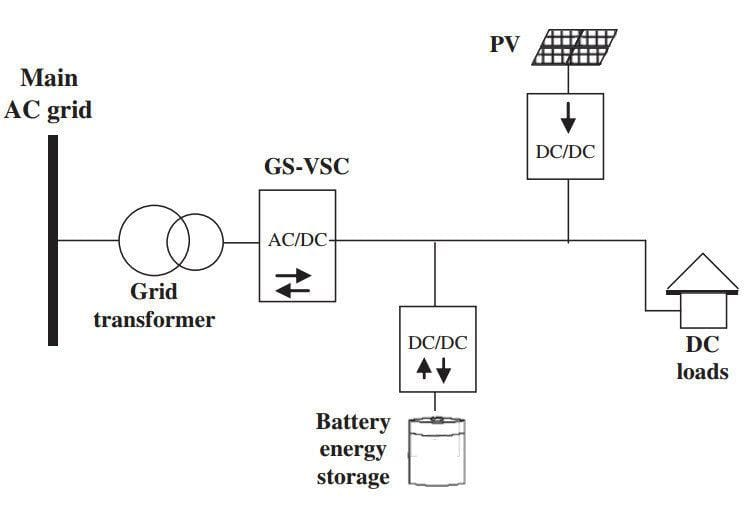 PV
Main
AC grid
DC/DC
GS-VSC
AC/DC
Grid
transformer
DC/DC
DC
loads
Battery
energy
storage